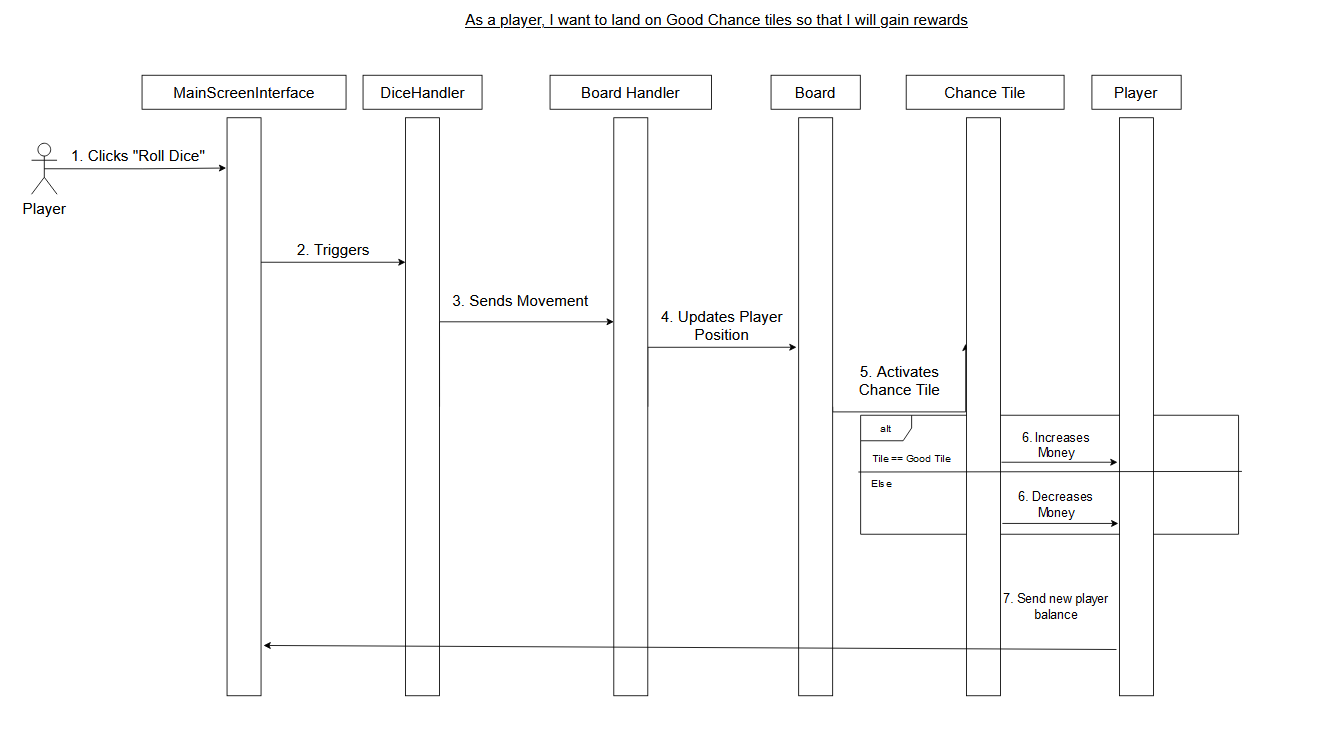 As a player, I want to land on Good Chance tiles so that I will gain rewards
MainScreenInterface
DiceHandler
Board Handler
Board
Chance Tile
Player
1. Clicks "Roll Dice"
Player
2. Triggers
3. Sends Movement
4. Updates Player
Position
5. Activates
Chance Tile
alt
Tile == Good Tile
6. Increases
Money
Else
6. Decreases
Money
7. Send new player
balance